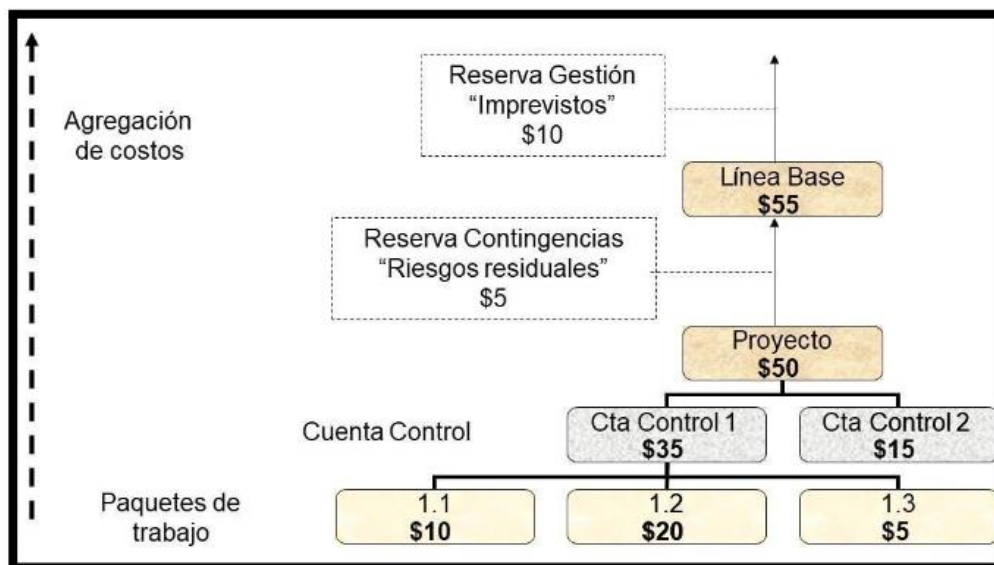 Agregación
de costos
Reserva Gestión
“Imprevistos”
$10
Línea Base
$55
Reserva Contingencias
“Riesgos residuales”
$5
Proyecto
$50
Cuenta Control
Cta Control 1
$35
Cta Control 2
$15
Paquetes de
trabajo
1.1
$10
1.2
$20
1.3
$5